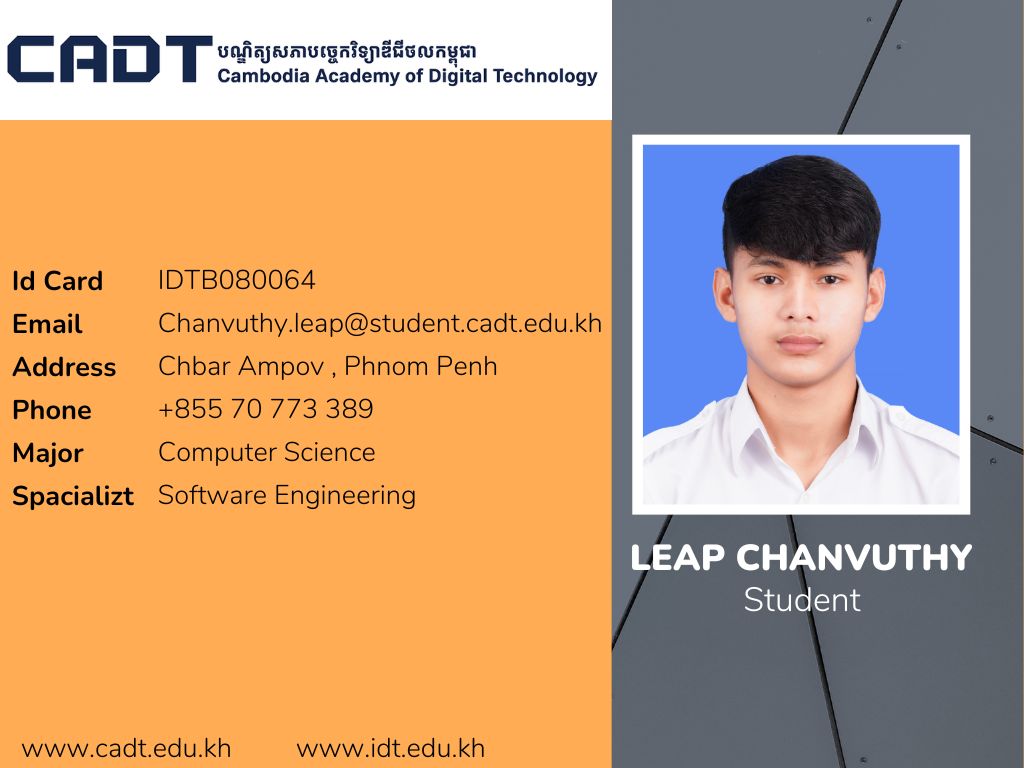 CADT
បណ្ឌិត្យសភាបច្ចេកវិទ្យាឌីជីថលកម្ពុជា
Cambodia Academy of Digital Technology
Id Card IDTB080064
Email Chanvuthy.leap@student.cadt.edu.kh
Address Chbar Ampov , Phnom Penh
Phone +855 70 773 389
Major Computer Science
Spacializt Software Engineering
LEAP CHANVUTHY
Student
www.cadt.edu.kh www.idt.edu.kh